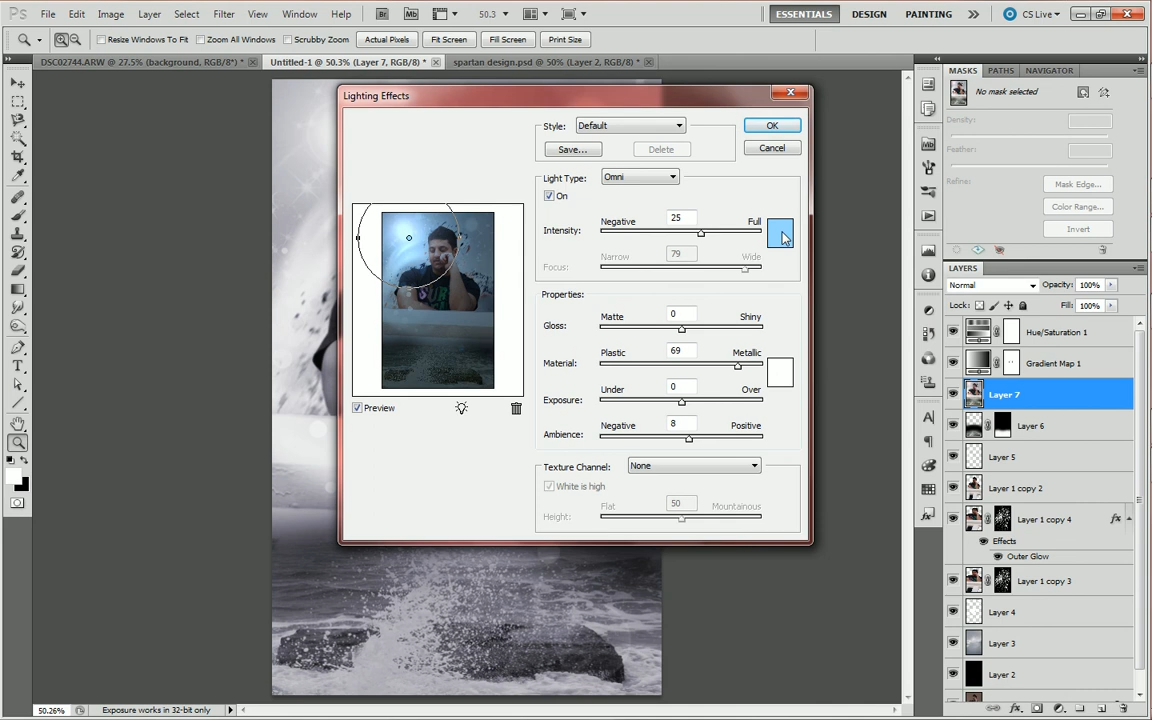 Ps File Edit Image Layer Select Filter View Window Help Br Mb 50.3 ESSENTIALS DESIGN PAINTING CS Live
Resize Windows To Fit Zoom All Windows Scrubby Zoom Actual Pixels Fit Screen Fill Screen Print Size
DSC02744.ARW @ 27.5% (background, RGB/8*) * Untitled-1 @ 50.3% (Layer 7, RGB/8) * spartan design.psd @ 50% (Layer 2, RGB/8) *
Lighting Effects
Style: Default OK
Save... Delete Cancel
Light Type: Omni
On
Negative 25 Full
Intensity:
Narrow 79 Wide
Focus:
Properties:
Matte 0 Shiny
Gloss:
Plastic 69 Metallic
Material:
Under 0 Over
Exposure:
Preview
Negative 8 Positive
Ambience:
Texture Channel: None
White is high
Flat 50 Mountainous
Height:
MASKS PATHS NAVIGATOR
No mask selected
Density:
Feather:
Refine: Mask Edge...
Color Range...
Invert
LAYERS
Normal Opacity: 100%
Lock: Fill: 100%
Hue/Saturation 1
Gradient Map 1
Layer 7
Layer 6
Layer 5
Layer 1 copy 2
Layer 1 copy 4 fx
Effects
Outer Glow
Layer 1 copy 3
Layer 4
Layer 3
Layer 2
50.26% Exposure works in 32-bit only